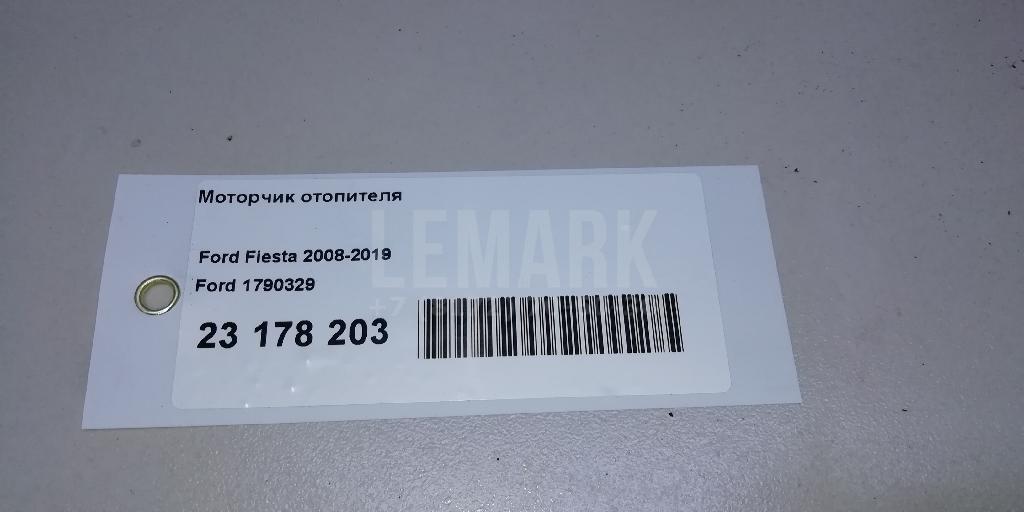 Моторчик отопителя
LEMARK
Ford Fiesta 2008-2019
Ford 1790329
23 178 203